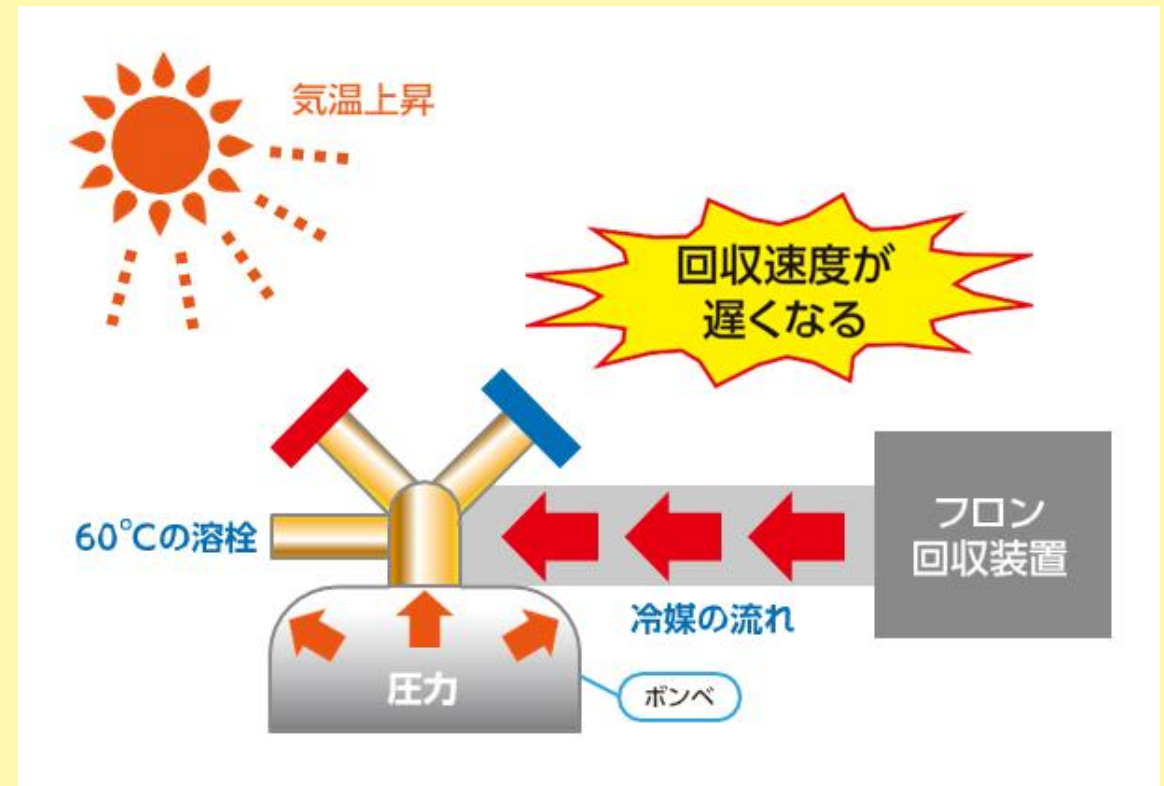 気温上昇
回収速度が
遅くなる
60℃の溶栓
フロン
回収装置
冷媒の流れ
圧力
ボンベ